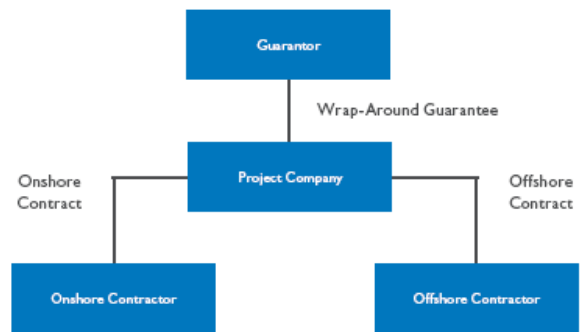 Guarantor
Wrap-Around Guarantee
Project Company
Onshore
Contract
Offshore
Contract
Onshore Contractor
Offshore Contractor